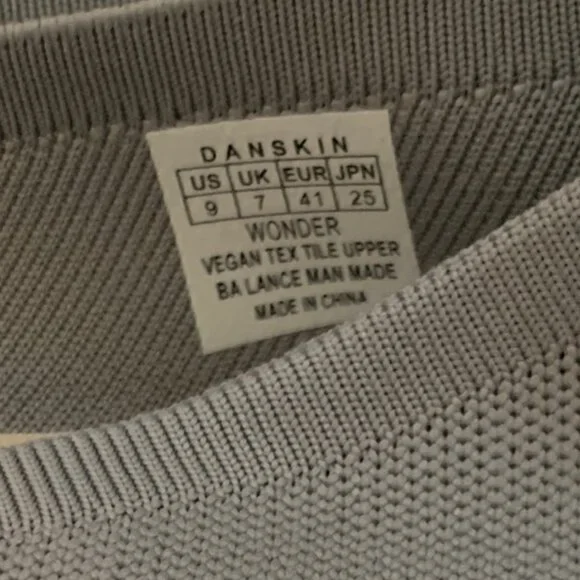 DANSKIN
US UK EUR JPN
9 7 41 25
WONDER
VEGAN TEX TILE UPPER
BA LANCE MAN MADE
MADE IN CHINA